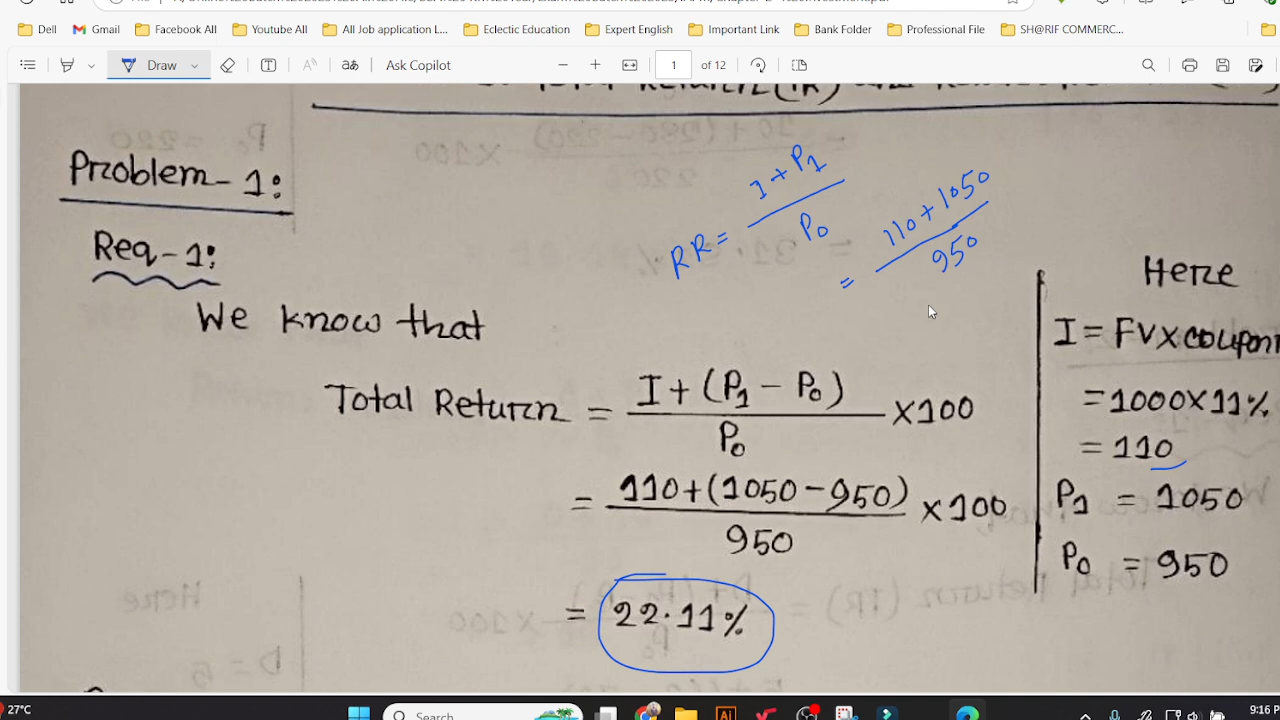 Dell Gmail Facebook All Youtube All All Job application L... Eclectic Education Expert English Important Link Bank Folder Professional File SH@RIF COMMERC...
Draw Ask Copilot 1 of 12
Problem-1:
Req-1:
RR = I + P1 / P0
= 110 + 1050 / 950
We know that
Total Return = I + (P1 - P0) / P0 × 100
= 110 + (1050 - 950) / 950 × 100
= 22.11%
Here
I = FV × coupon
= 1000 × 11%
= 110
P1 = 1050
P0 = 950
27°C Search 9:16 P